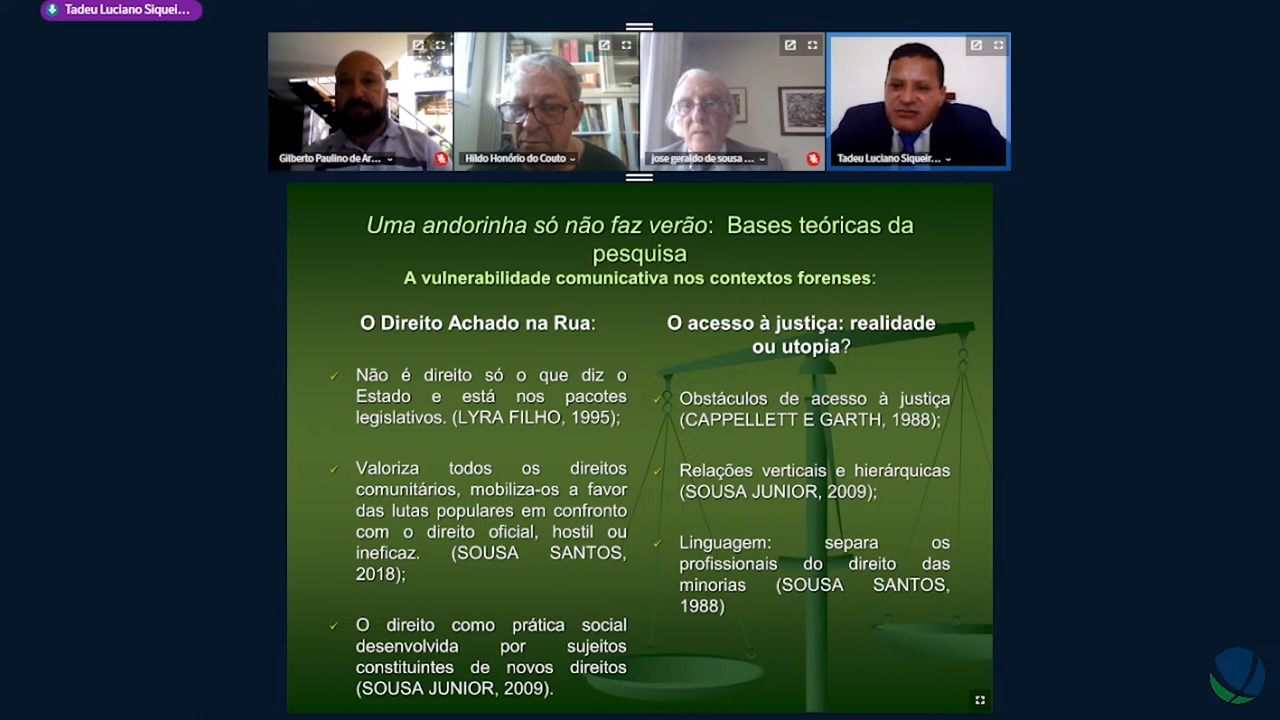 Tadeu Luciano Siquei...
Gilberto Paulino de Ar...
Hildo Honório do Couto
jose geraldo de sousa ...
Tadeu Luciano Siqueir...
Uma andorinha só não faz verão: Bases teóricas da
pesquisa
A vulnerabilidade comunicativa nos contextos forenses:
O Direito Achado na Rua:
Não é direito só o que diz o
Estado e está nos pacotes
legislativos. (LYRA FILHO, 1995);
Valoriza todos os direitos
comunitários, mobiliza-os a favor
das lutas populares em confronto
com o direito oficial, hostil ou
ineficaz. (SOUSA SANTOS,
2018);
O direito como prática social
desenvolvida por sujeitos
constituintes de novos direitos
(SOUSA JUNIOR, 2009).
O acesso à justiça: realidade
ou utopia?
Obstáculos de acesso à justiça
(CAPPELLETT E GARTH, 1988);
Relações verticais e hierárquicas
(SOUSA JUNIOR, 2009);
Linguagem: separa os
profissionais do direito das
minorias (SOUSA SANTOS,
1988)